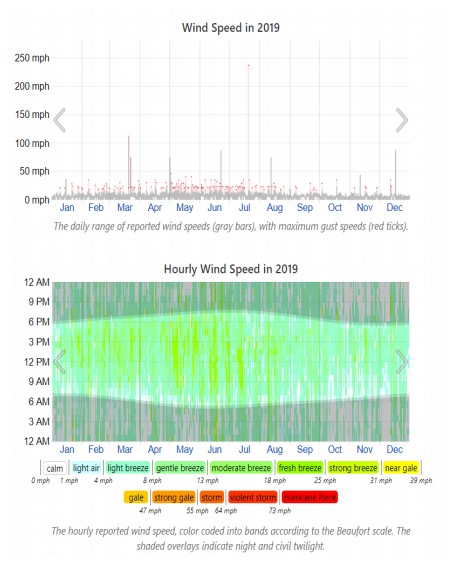 Wind Speed in 2019
250 mph
200 mph
150 mph
100 mph
50 mph
0 mph
Jan Feb Mar Apr May Jun Jul Aug Sep Oct Nov Dec
The daily range of reported wind speeds (gray bars), with maximum gust speeds (red ticks).
Hourly Wind Speed in 2019
12 AM
9 PM
6 PM
3 PM
12 PM
9 AM
6 AM
3 AM
12 AM
Jan Feb Mar Apr May Jun Jul Aug Sep Oct Nov Dec
calm light air light breeze gentle breeze moderate breeze fresh breeze strong breeze near gale
0 mph 1 mph 4 mph 8 mph 13 mph 18 mph 25 mph 31 mph 39 mph
gale strong gale storm violent storm hurricane force
47 mph 55 mph 64 mph 73 mph
The hourly reported wind speed, color coded into bands according to the Beaufort scale. The
shaded overlays indicate night and civil twilight.